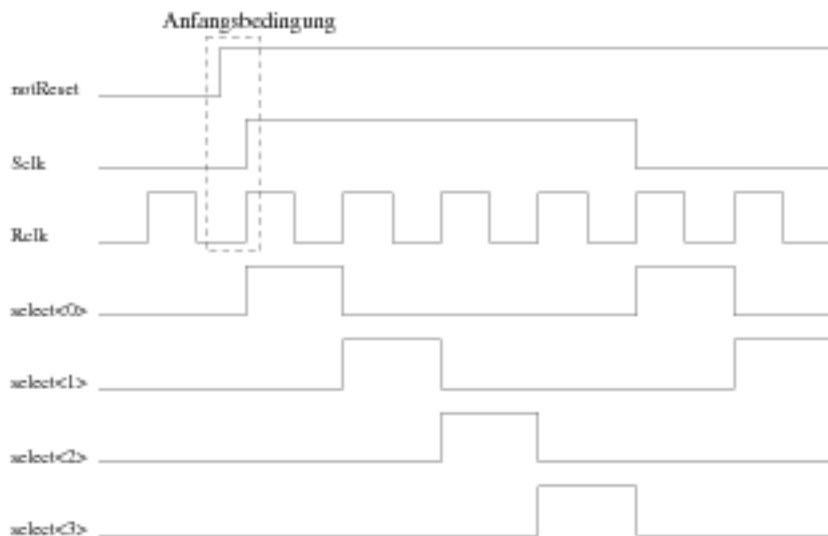 Anfangsbedingung
notReset
Sclk
Rclk
select<0>
select<1>
select<2>
select<3>